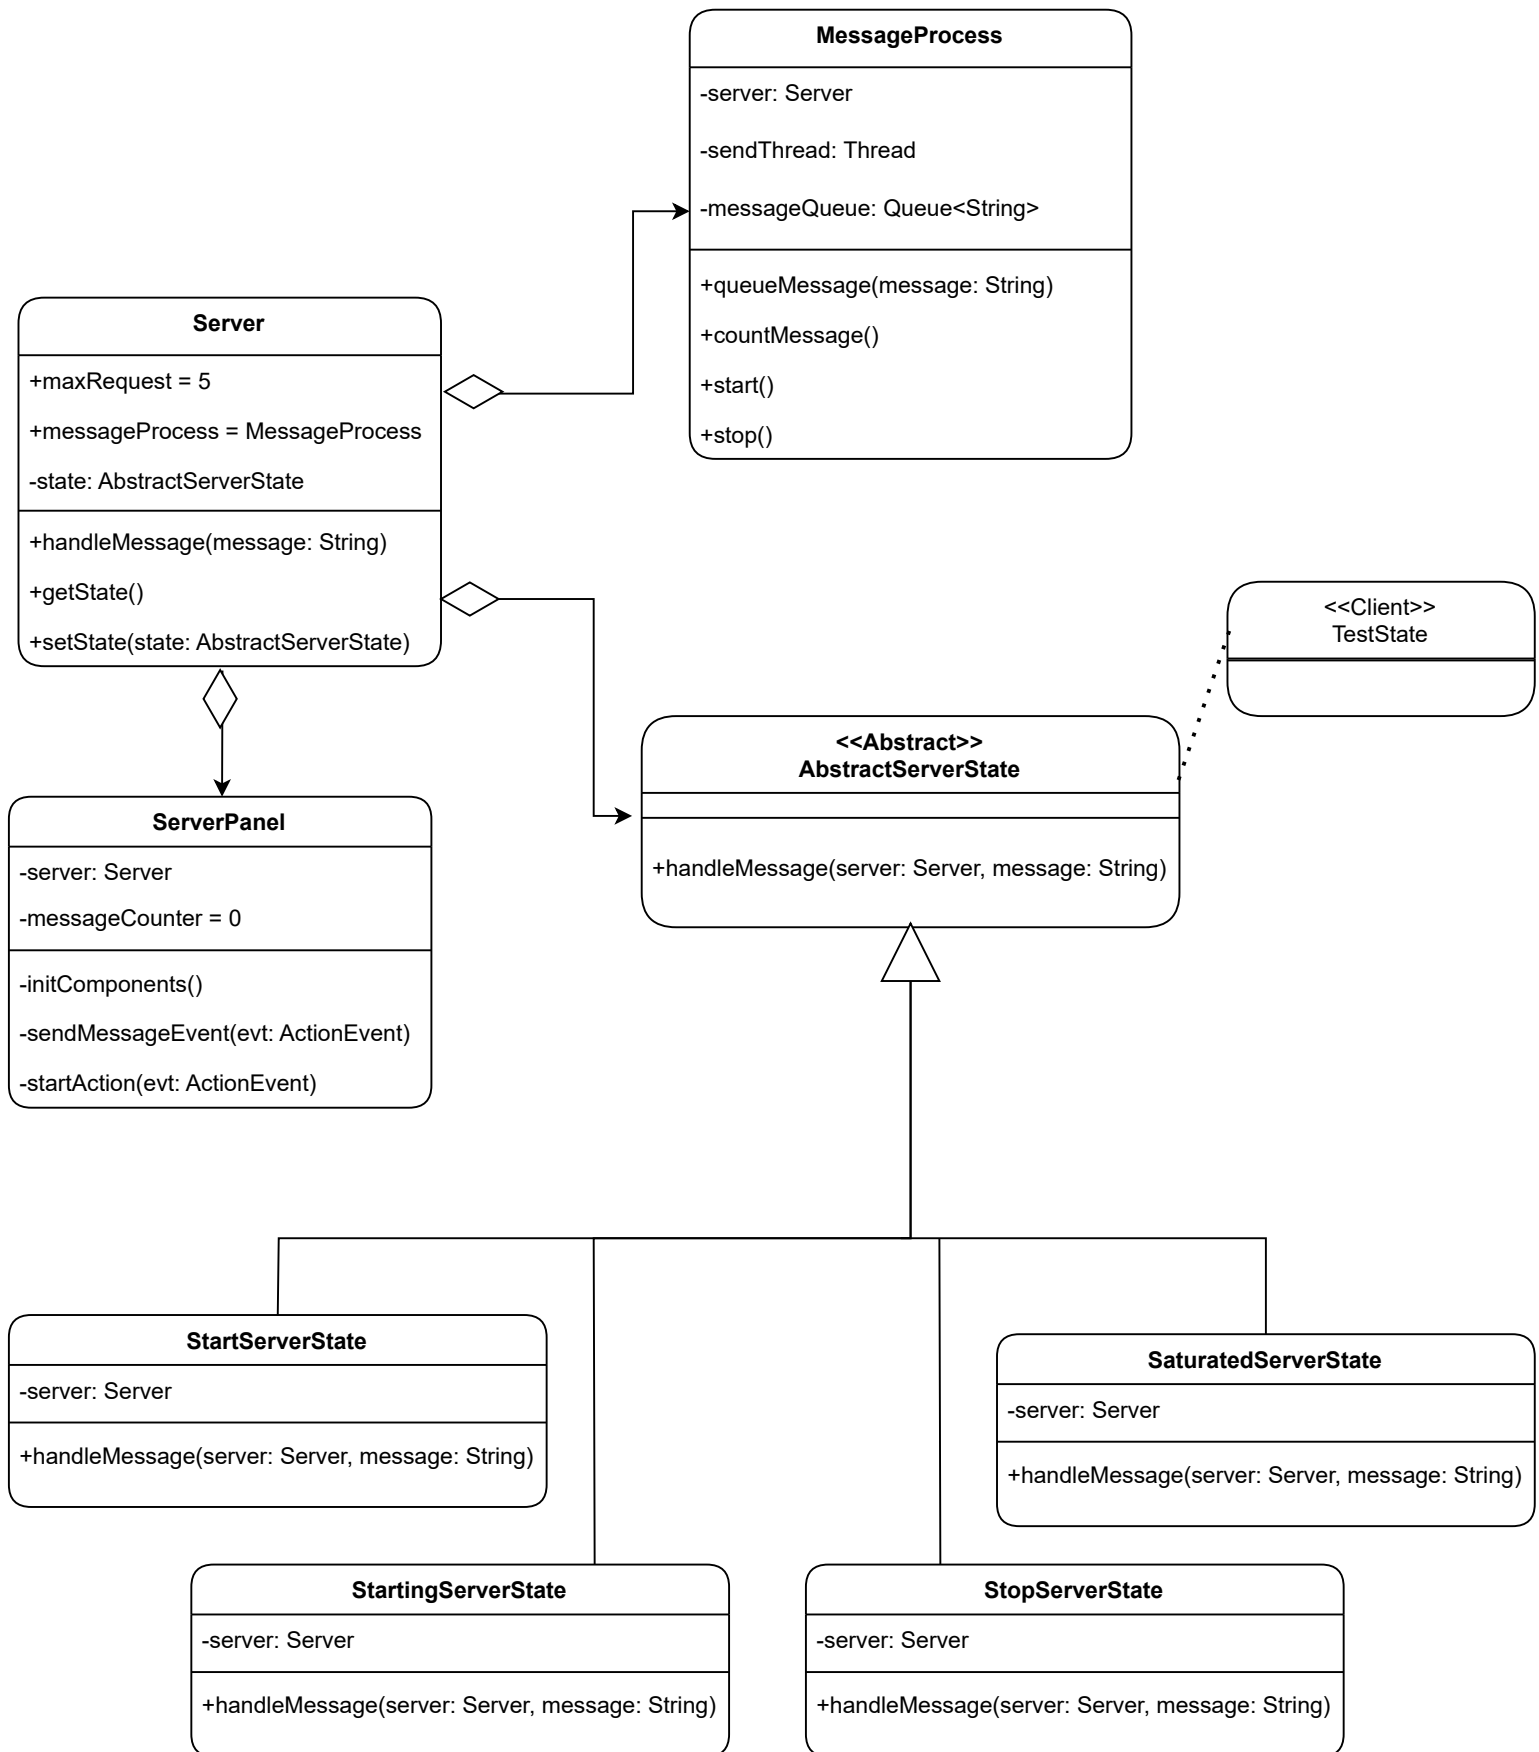 MessageProcess
-server: Server
-sendThread: Thread
-messageQueue: Queue<String>
+queueMessage(message: String)
+countMessage()
+start()
+stop()
Server
+maxRequest = 5
+messageProcess = MessageProcess
-state: AbstractServerState
+handleMessage(message: String)
+getState()
+setState(state: AbstractServerState)
<<Client>>
TestState
<<Abstract>>
AbstractServerState
+handleMessage(server: Server, message: String)
ServerPanel
-server: Server
-messageCounter = 0
-initComponents()
-sendMessageEvent(evt: ActionEvent)
-startAction(evt: ActionEvent)
StartServerState
-server: Server
+handleMessage(server: Server, message: String)
SaturatedServerState
-server: Server
+handleMessage(server: Server, message: String)
StartingServerState
-server: Server
+handleMessage(server: Server, message: String)
StopServerState
-server: Server
+handleMessage(server: Server, message: String)